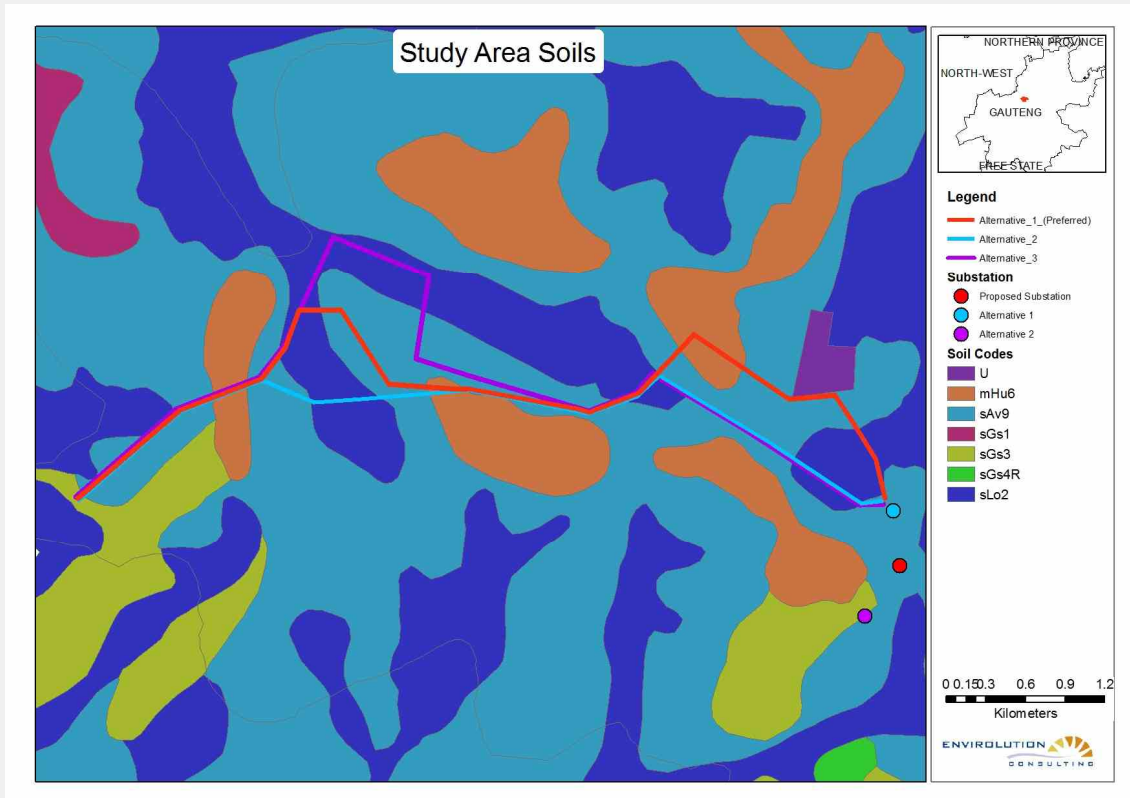 Study Area Soils
NORTHERN PROVINCE
NORTH-WEST
GAUTENG
FREE STATE
Legend
Alternative_1_(Preferred)
Alternative_2
Alternative_3
Substation
Proposed Substation
Alternative 1
Alternative 2
Soil Codes
U
mHu6
sAv9
sGs1
sGs3
sGs4R
sLo2
0 0.15 0.3 0.6 0.9 1.2
Kilometers
ENVIROLUTION
CONSULTING